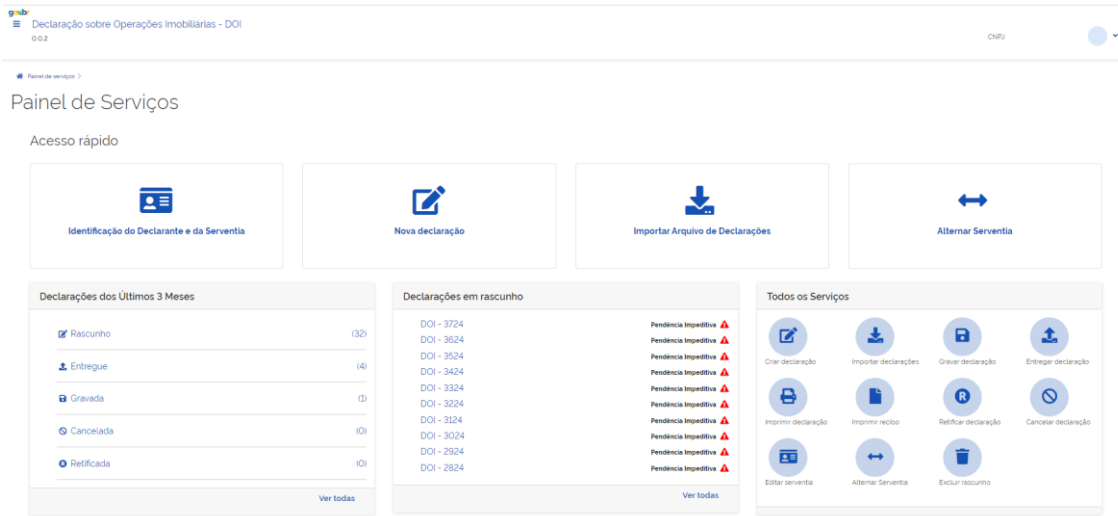 gov.br
Declaração sobre Operações Imobiliárias - DOI
0.0.2
CNPJ
Painel de serviços >
Painel de Serviços
Acesso rápido
Identificação do Declarante e da Serventia
Nova declaração
Importar Arquivo de Declarações
Alternar Serventia
Declarações dos Últimos 3 Meses
Rascunho (32)
Entregue (4)
Gravada (1)
Cancelada (0)
Retificada (0)
Ver todas
Declarações em rascunho
DOI - 3724 Pendência Impeditiva
DOI - 3624 Pendência Impeditiva
DOI - 3524 Pendência Impeditiva
DOI - 3424 Pendência Impeditiva
DOI - 3324 Pendência Impeditiva
DOI - 3224 Pendência Impeditiva
DOI - 3124 Pendência Impeditiva
DOI - 3024 Pendência Impeditiva
DOI - 2924 Pendência Impeditiva
DOI - 2824 Pendência Impeditiva
Ver todas
Todos os Serviços
Criar declaração Importar declarações Gravar declaração Entregar declaração
Imprimir declaração Imprimir recibo Retificar declaração Cancelar declaração
Editar serventia Alternar Serventia Excluir rascunho